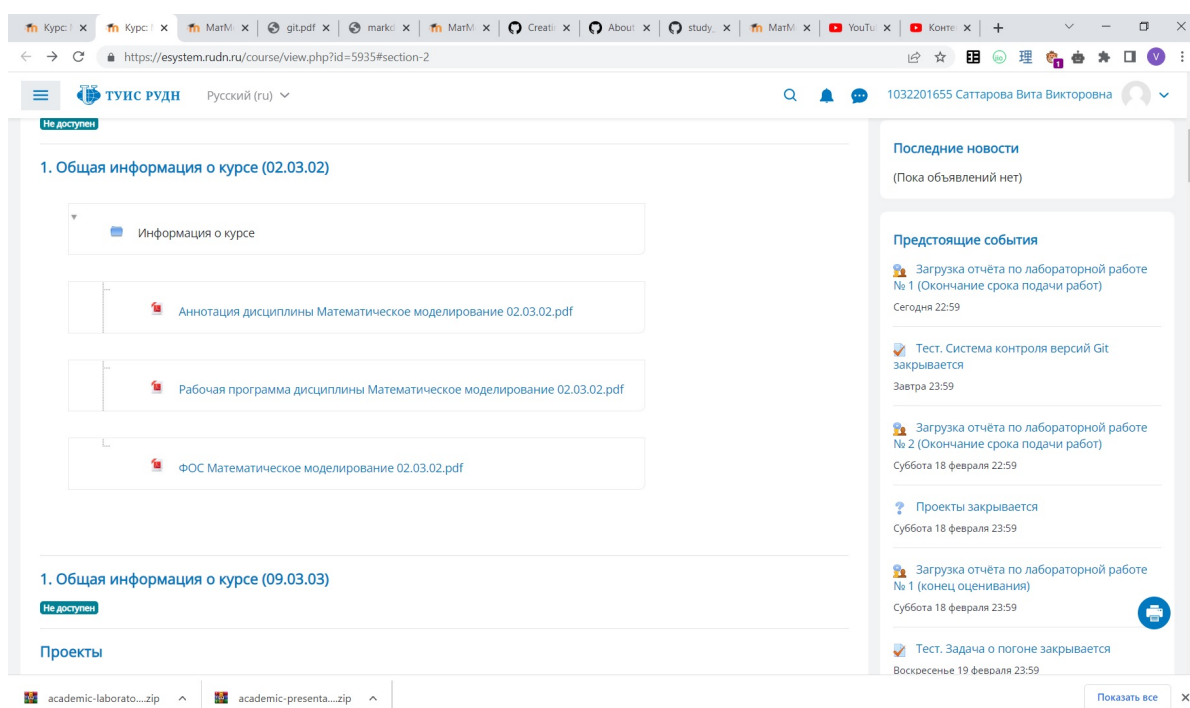 Курс: М
Курс: М
МатМ
git.pdf
markd
МатМ
Creatin
About
study_
МатМ
YouTu
Конте
https://esystem.rudn.ru/course/view.php?id=5935#section-2
理
1
V
ТУИС РУДН
Русский (ru)
1032201655 Саттарова Вита Викторовна
Не доступен
1. Общая информация о курсе (02.03.02)
Информация о курсе
Аннотация дисциплины Математическое моделирование 02.03.02.pdf
Рабочая программа дисциплины Математическое моделирование 02.03.02.pdf
ФОС Математическое моделирование 02.03.02.pdf
1. Общая информация о курсе (09.03.03)
Не доступен
Проекты
Последние новости
(Пока объявлений нет)
Предстоящие события
Загрузка отчёта по лабораторной работе
№ 1 (Окончание срока подачи работ)
Сегодня 22:59
Тест. Система контроля версий Git
закрывается
Завтра 23:59
Загрузка отчёта по лабораторной работе
№ 2 (Окончание срока подачи работ)
Суббота 18 февраля 22:59
Проекты закрывается
Суббота 18 февраля 23:59
Загрузка отчёта по лабораторной работе
№ 1 (конец оценивания)
Суббота 18 февраля 23:59
Тест. Задача о погоне закрывается
Воскресенье 19 февраля 23:59
academic-laborato....zip
academic-presenta....zip
Показать все